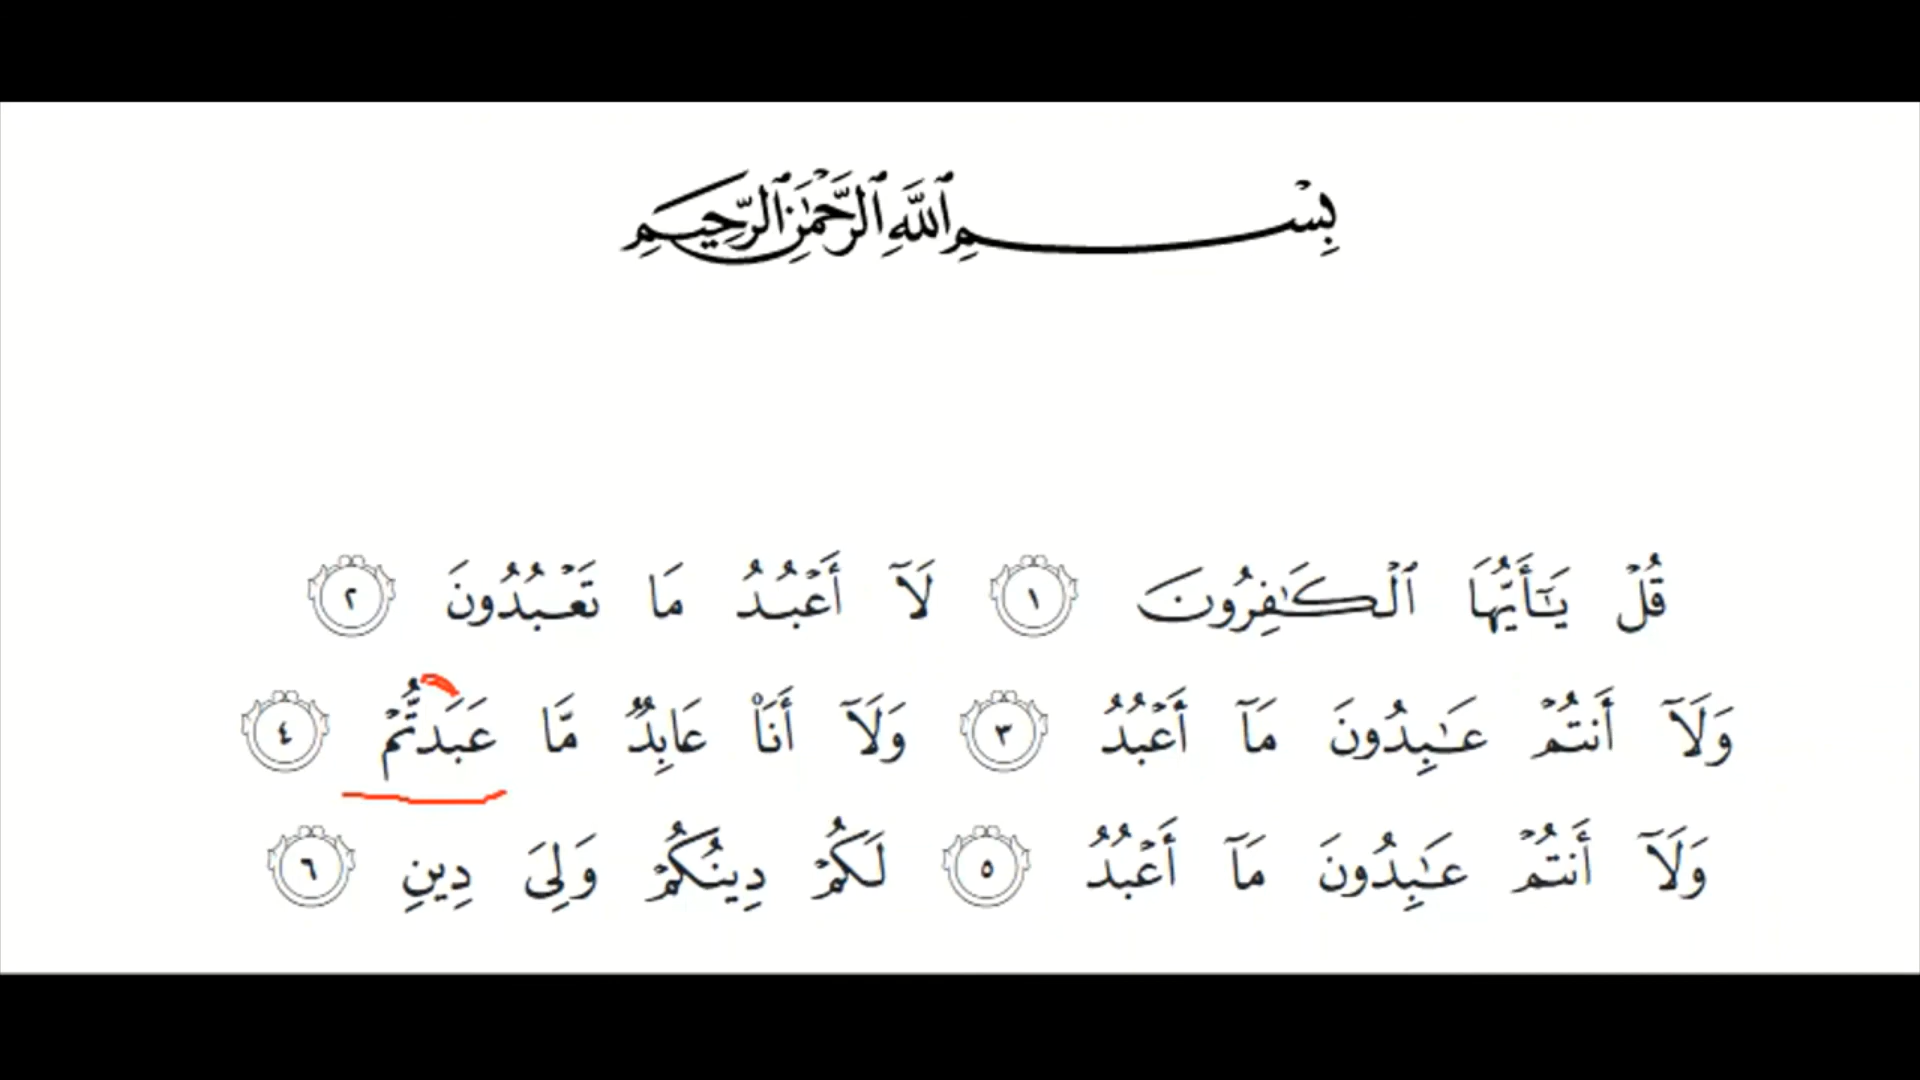 بِسْمِ ٱللَّهِ ٱلرَّحْمَٰنِ ٱلرَّحِيمِ
قُلْ يَـٰٓأَيُّهَا ٱلْكَـٰفِرُونَ ١ لَآ أَعْبُدُ مَا تَعْبُدُونَ ٢
وَلَآ أَنتُمْ عَـٰبِدُونَ مَآ أَعْبُدُ ٣ وَلَآ أَنَا۠ عَابِدٌ مَّا عَبَدتُّمْ ٤
وَلَآ أَنتُمْ عَـٰبِدُونَ مَآ أَعْبُدُ ٥ لَكُمْ دِينُكُمْ وَلِىَ دِينِ ٦